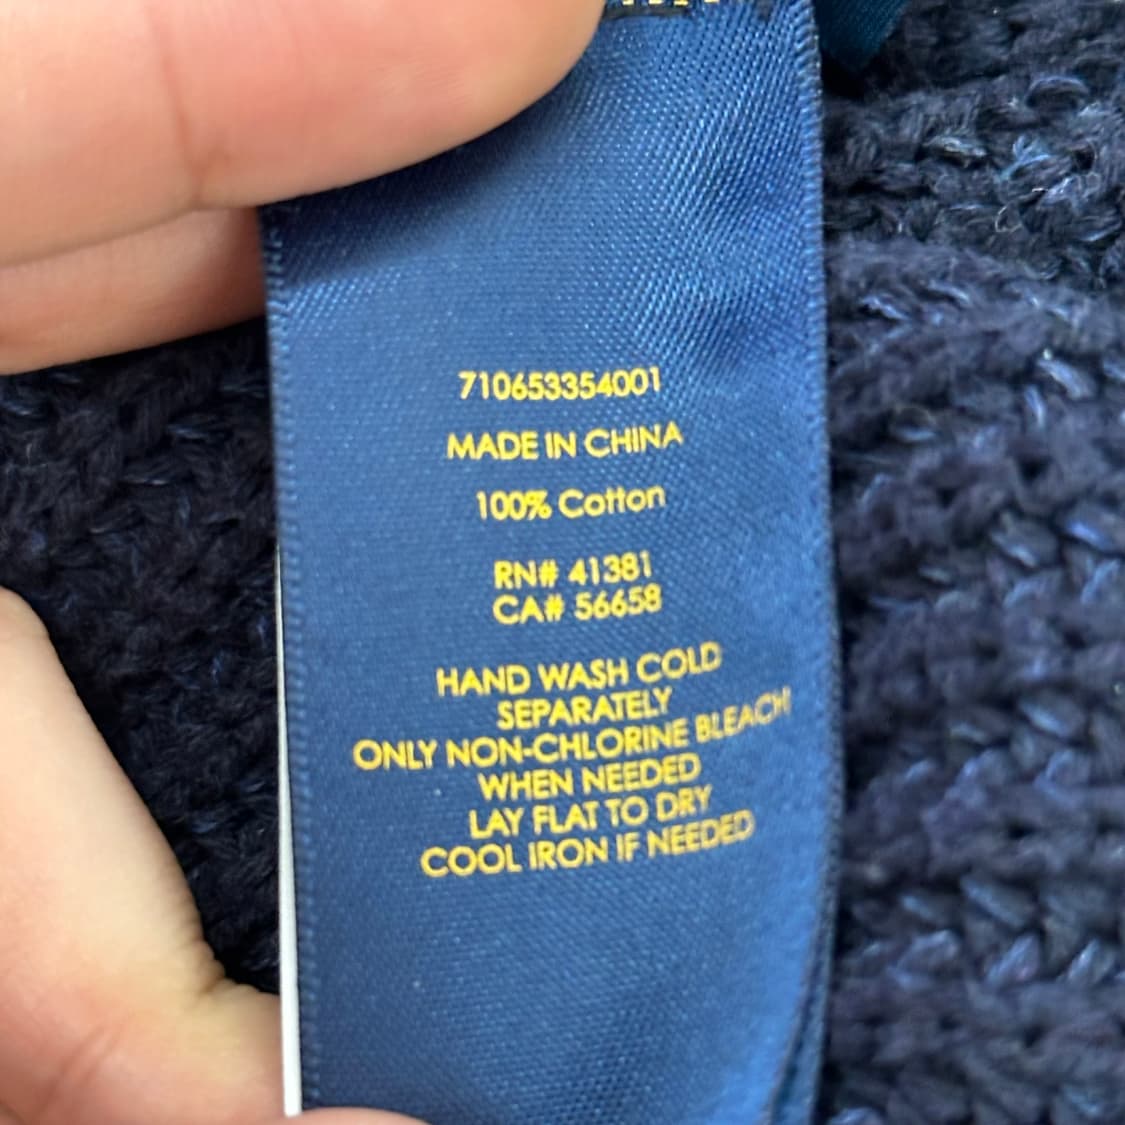 710653354001
MADE IN CHINA
100% Cotton
RN# 41381
CA# 56658
HAND WASH COLD
SEPARATELY
ONLY NON-CHLORINE BLEACH
WHEN NEEDED
LAY FLAT TO DRY
COOL IRON IF NEEDED